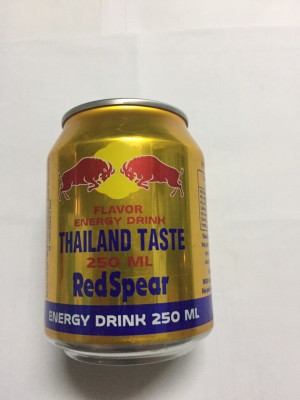 FLAVOR
ENERGY DRINK
THAILAND TASTE
250 ML
RedSpear
ENERGY DRINK 250 ML